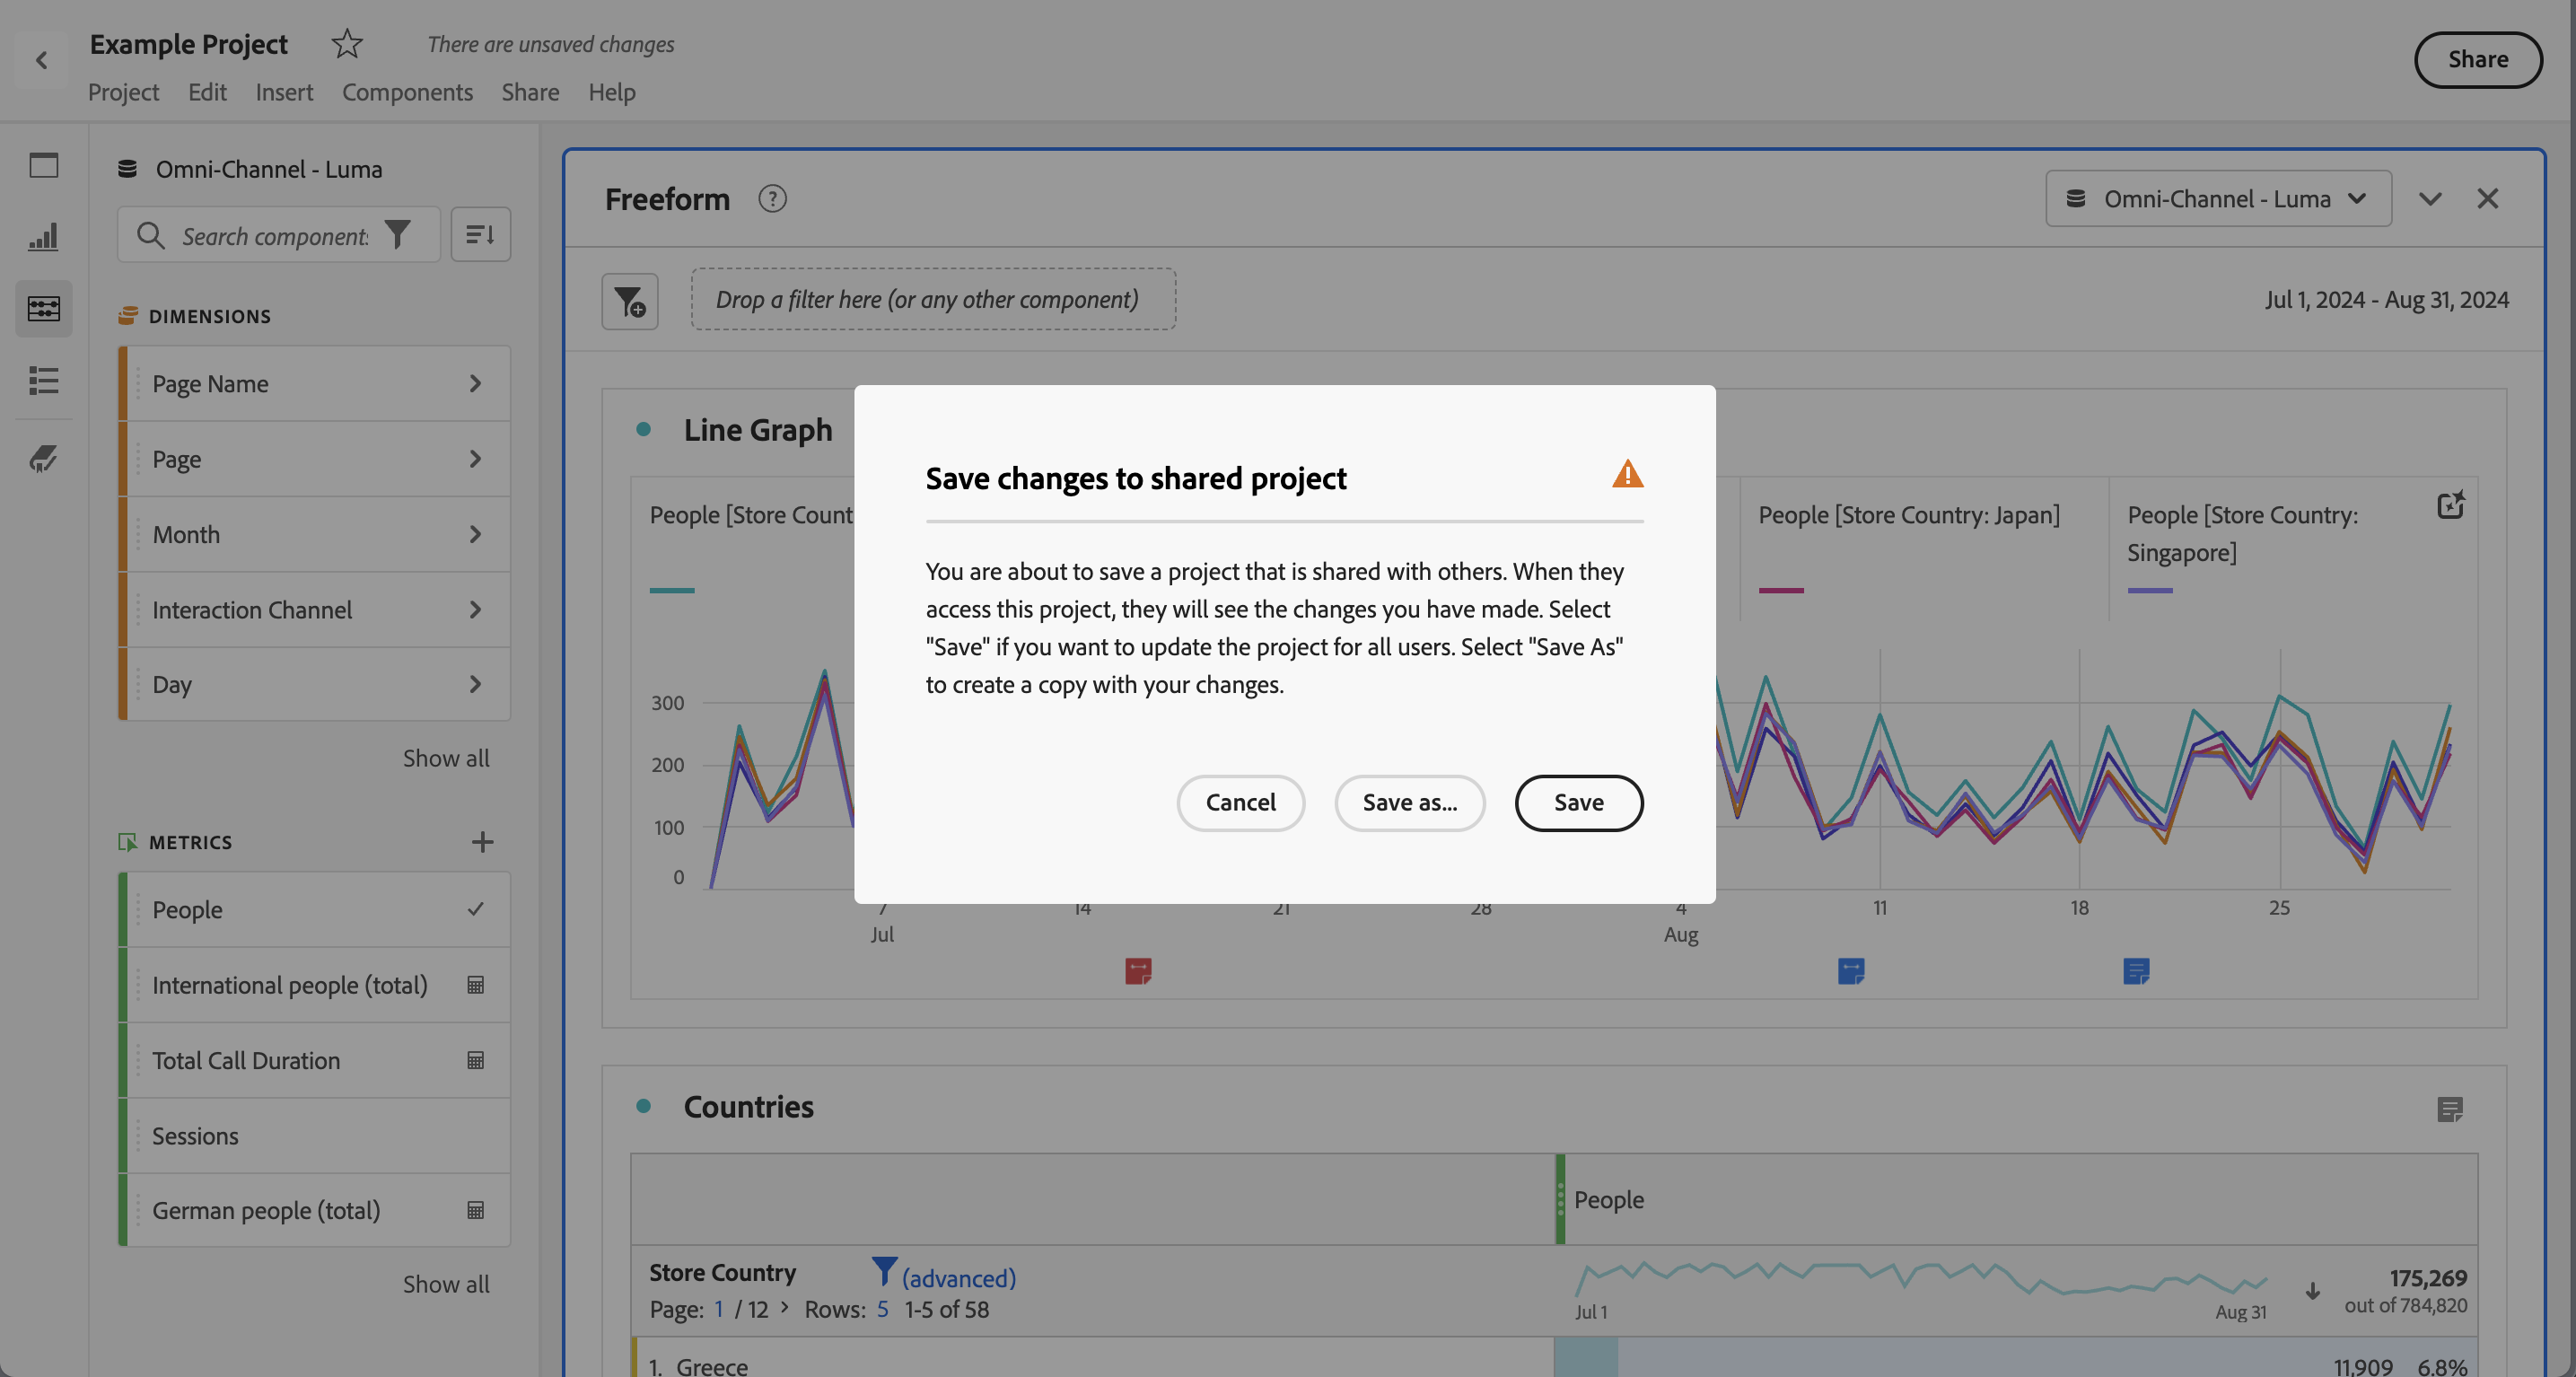 Example Project
There are unsaved changes
Share
Project Edit Insert Components Share Help
Omni-Channel - Luma
Search component
DIMENSIONS
Page Name
Page
Month
Interaction Channel
Day
Show all
METRICS
People
International people (total)
Total Call Duration
Sessions
German people (total)
Show all
Freeform
?
Omni-Channel - Luma
Drop a filter here (or any other component)
Jul 1, 2024 - Aug 31, 2024
Line Graph
People [Store Count
People [Store Country: Japan]
People [Store Country:
Singapore]
300
200
100
0
7 14 21 28 4 11 18 25
Jul Aug
Save changes to shared project
You are about to save a project that is shared with others. When they
access this project, they will see the changes you have made. Select
"Save" if you want to update the project for all users. Select "Save As"
to create a copy with your changes.
Cancel Save as... Save
Countries
People
Store Country (advanced)
Page: 1 / 12 > Rows: 5 1-5 of 58
Jul 1 Aug 31
175,269
out of 784,820
1. Greece 11,909 6.8%